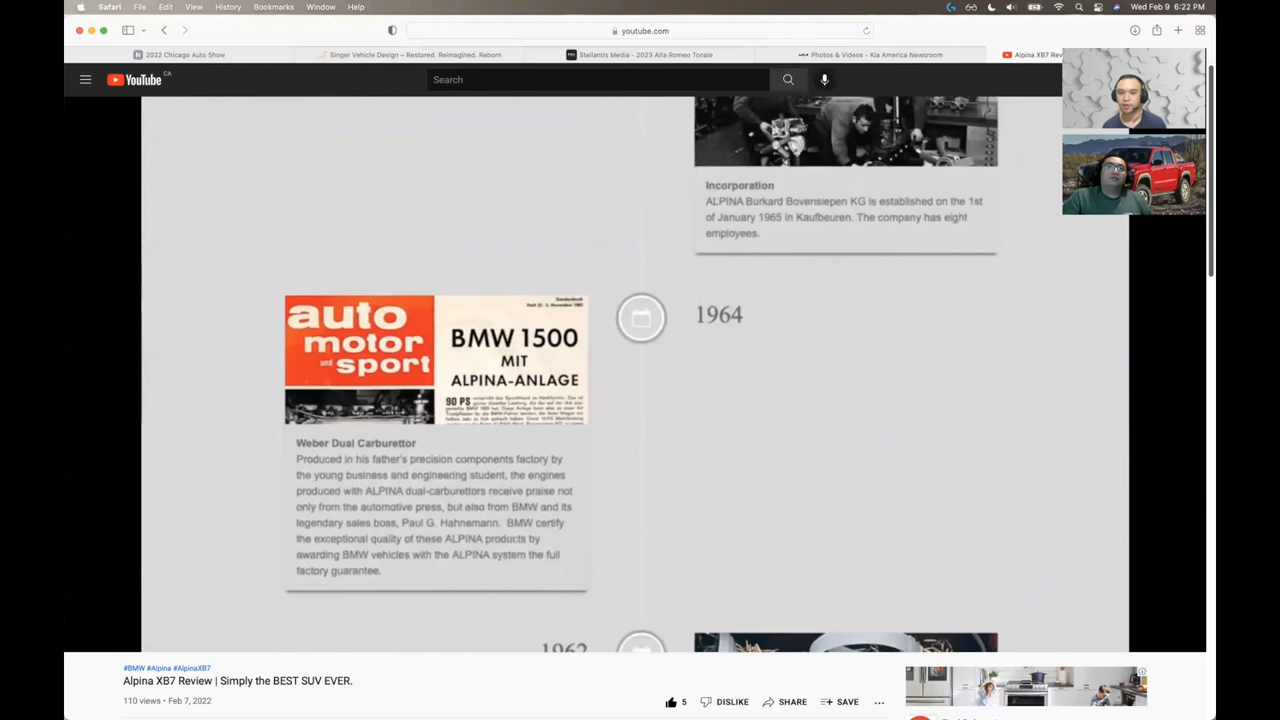 Safari File Edit View History Bookmarks Window Help
Wed Feb 9 6:22 PM
youtube.com
2022 Chicago Auto Show
Singer Vehicle Design – Restored. Reimagined. Reborn
Stellantis Media - 2023 Alfa Romeo Tonale
Photos & Videos - Kia America Newsroom
Alpina XB7 Rev
YouTube CA
Search
Incorporation
ALPINA Burkard Bovensiepen KG is established on the 1st
of January 1965 in Kaufbeuren. The company has eight
employees.
1964
auto
motor
und sport
BMW 1500
MIT
ALPINA-ANLAGE
90 PS
Weber Dual Carburettor
Produced in his father's precision components factory by
the young business and engineering student, the engines
produced with ALPINA dual-carburettors receive praise not
only from the automotive press, but also from BMW and its
legendary sales boss, Paul G. Hahnemann. BMW certify
the exceptional quality of these ALPINA products by
awarding BMW vehicles with the ALPINA system the full
factory guarantee.
1962
#BMW #Alpina #AlpinaXB7
Alpina XB7 Review | Simply the BEST SUV EVER.
110 views • Feb 7, 2022
5 DISLIKE SHARE SAVE